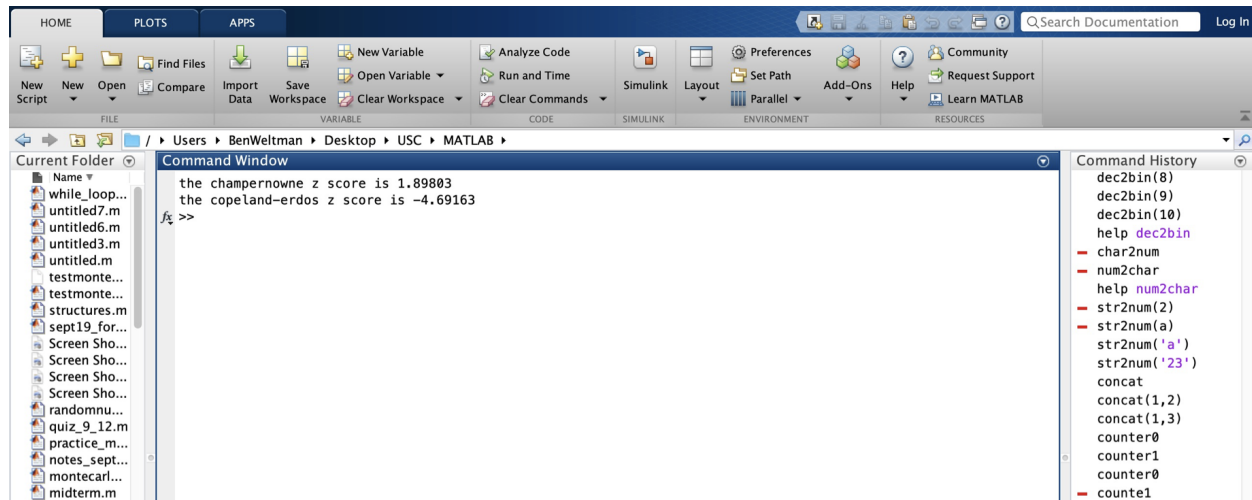 HOME PLOTS APPS
Search Documentation Log In
New Script
New
Open
Find Files
Compare
Import Data
Save Workspace
New Variable
Open Variable
Clear Workspace
Analyze Code
Run and Time
Clear Commands
Simulink
Layout
Preferences
Set Path
Parallel
Add-Ons
Help
Community
Request Support
Learn MATLAB
FILE VARIABLE CODE SIMULINK ENVIRONMENT RESOURCES
/ Users BenWeltman Desktop USC MATLAB
Current Folder
Name
while_loop...
untitled7.m
untitled6.m
untitled3.m
untitled.m
testmonte...
testmonte...
structures.m
sept19_for...
Screen Sho...
Screen Sho...
Screen Sho...
Screen Sho...
randomnu...
quiz_9_12.m
practice_m...
notes_sept...
montecarl...
midterm.m
Command Window
the champernowne z score is 1.89803
the copeland-erdos z score is -4.69163
fx >>
Command History
dec2bin(8)
dec2bin(9)
dec2bin(10)
help dec2bin
char2num
num2char
help num2char
str2num(2)
str2num(a)
str2num('a')
str2num('23')
concat
concat(1,2)
concat(1,3)
counter0
counter1
counter0
counte1